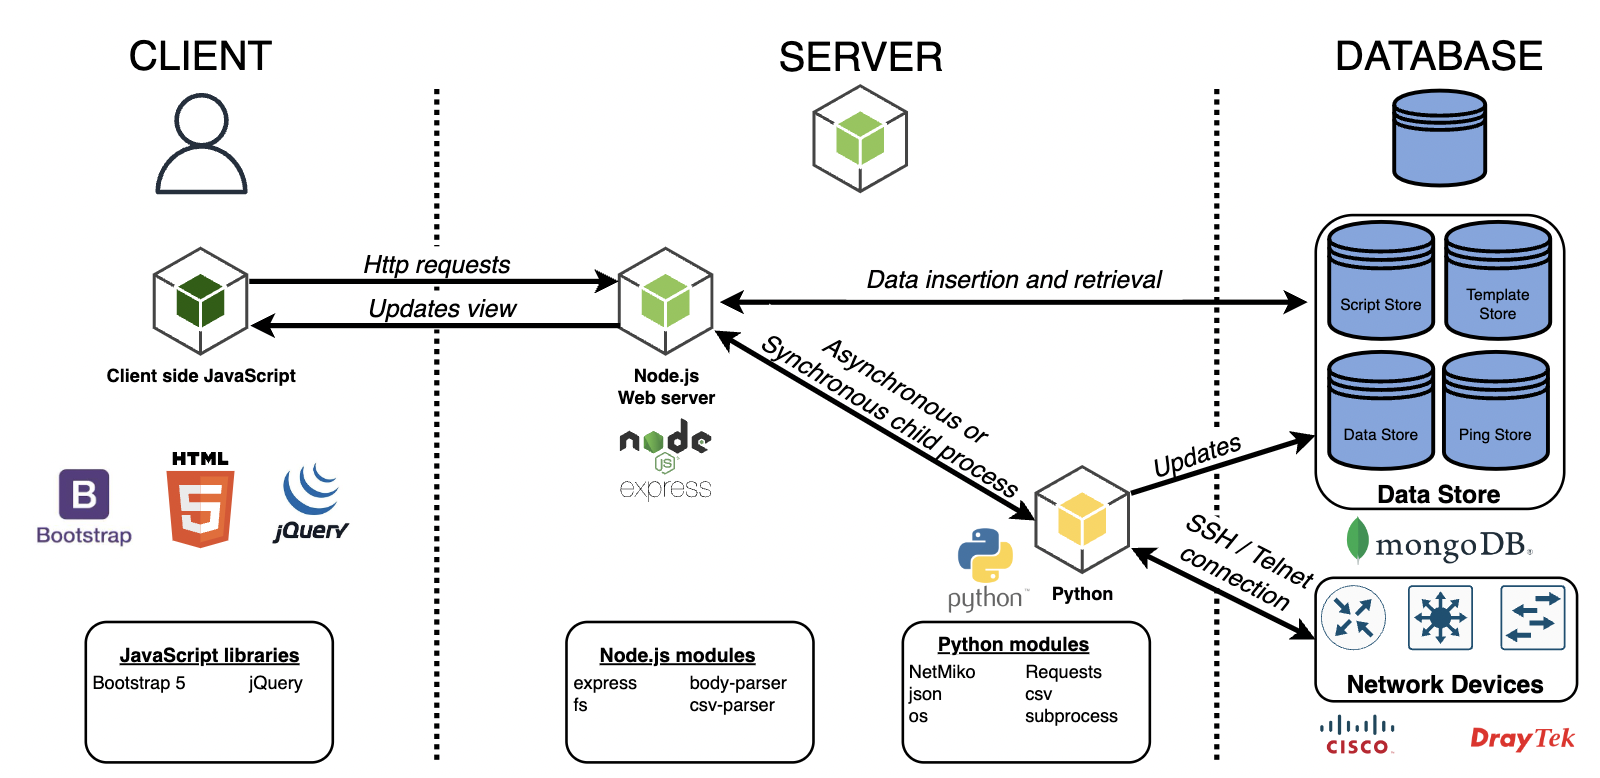 CLIENT
SERVER
DATABASE
Http requests
Updates view
Data insertion and retrieval
Asynchronous or
Synchronous child process
Updates
SSH / Telnet
connection
Client side JavaScript
Node.js
Web server
node
JS
express
Bootstrap
B
HTML
5
jQuery
python™
Python
Script Store
Template
Store
Data Store
Ping Store
Data Store
mongoDB®
Network Devices
CISCO
DrayTek
JavaScript libraries
Bootstrap 5
jQuery
Node.js modules
express
body-parser
fs
csv-parser
Python modules
NetMiko
Requests
json
csv
os
subprocess